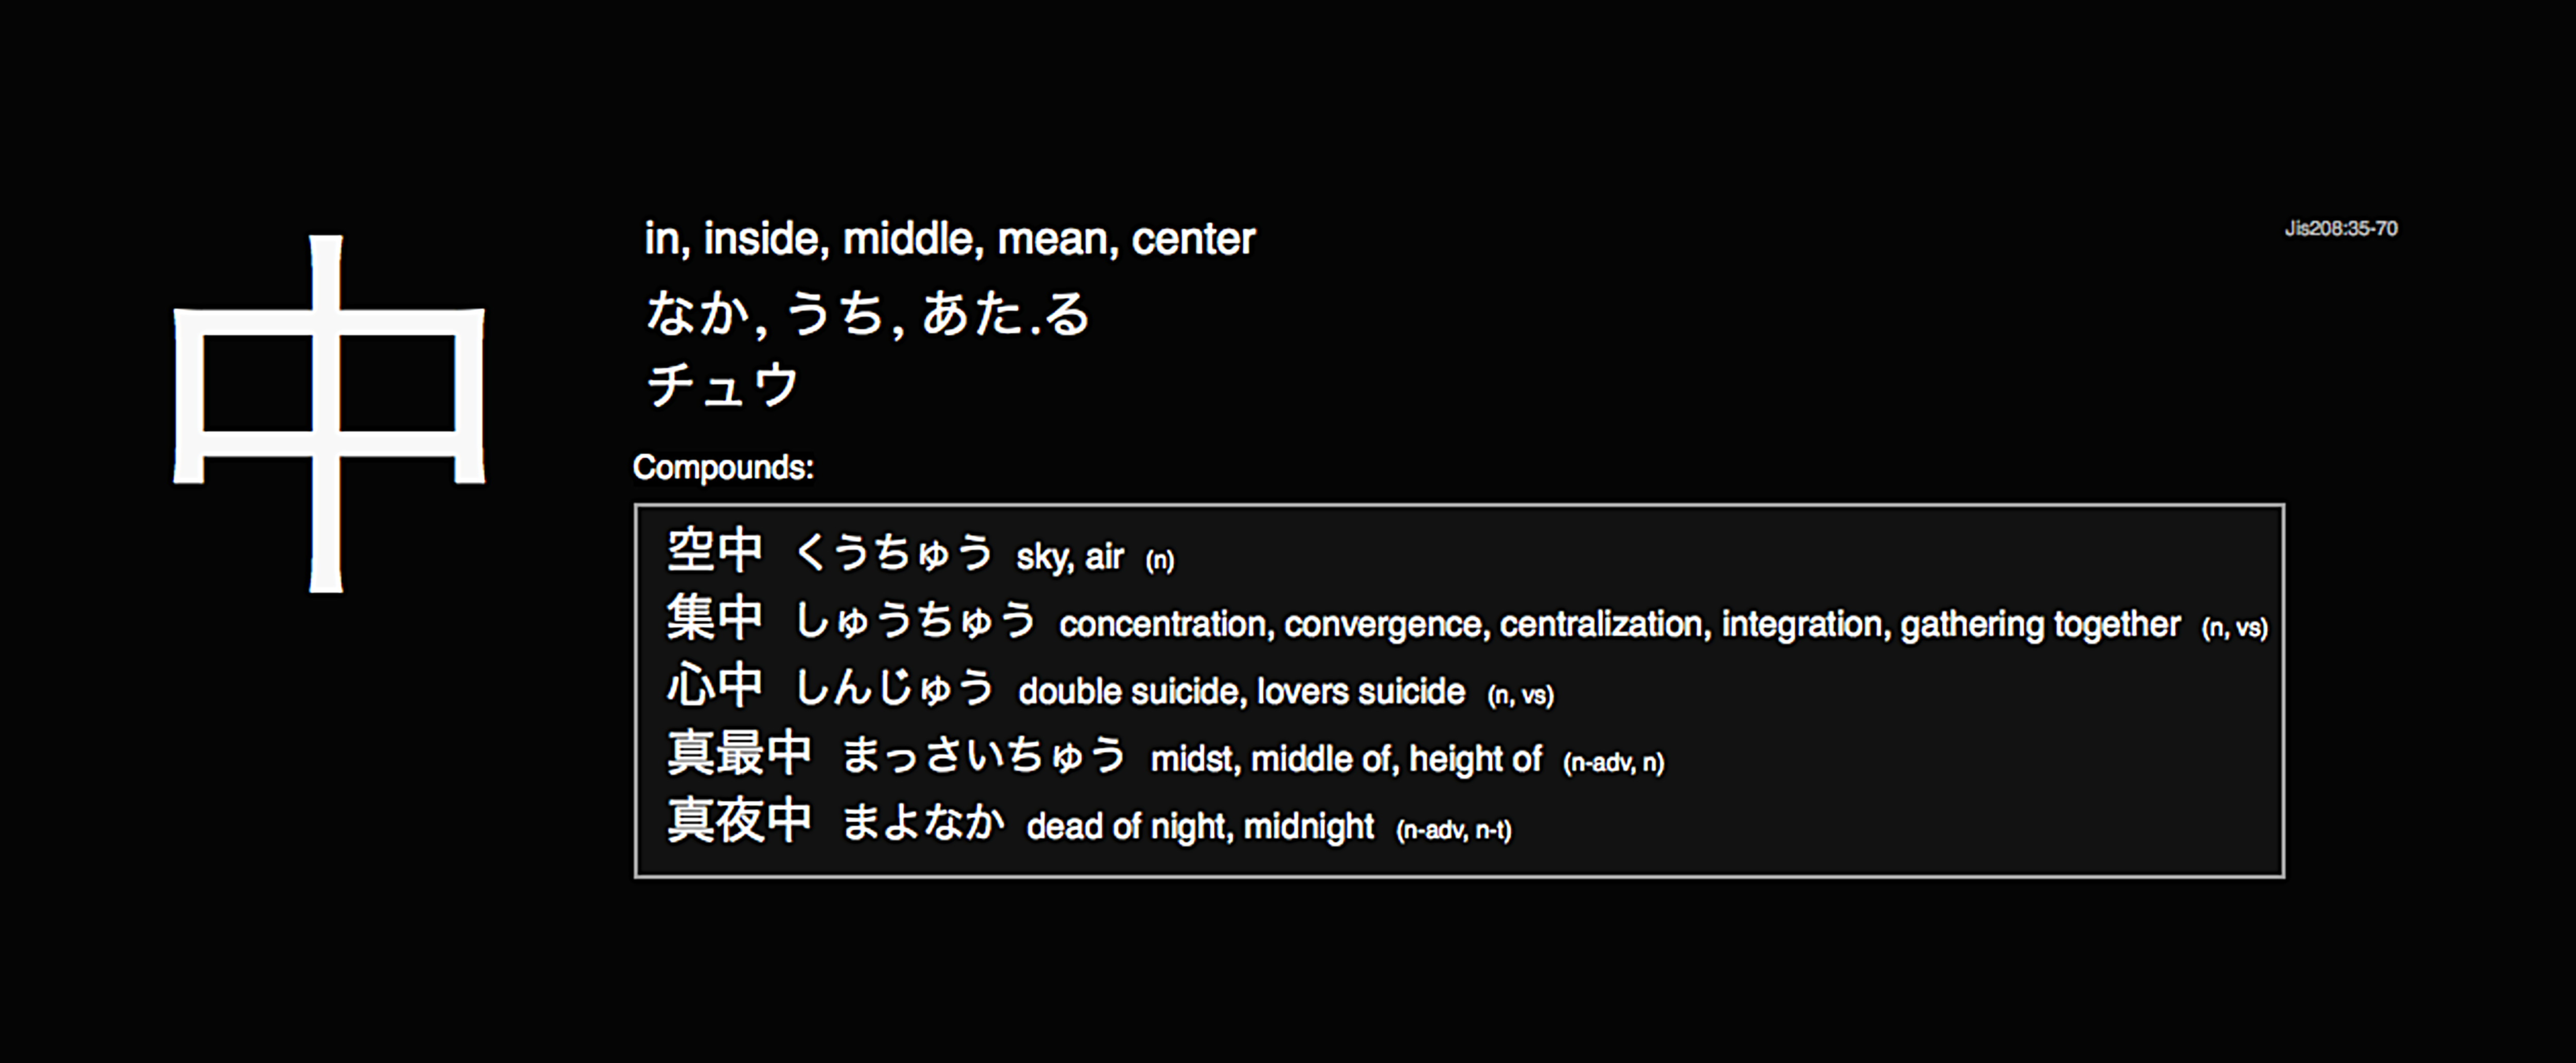 中
in, inside, middle, mean, center
Jis208:35-70
なか, うち, あた.る
チュウ
Compounds:
空中 くうちゅう sky, air (n)
集中 しゅうちゅう concentration, convergence, centralization, integration, gathering together (n, vs)
心中 しんじゅう double suicide, lovers suicide (n, vs)
真最中 まっさいちゅう midst, middle of, height of (n-adv, n)
真夜中 まよなか dead of night, midnight (n-adv, n-t)